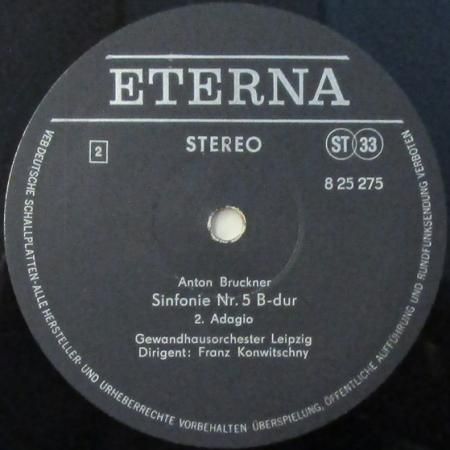 ETERNA
2
STEREO
ST 33
8 25 275
Anton Bruckner
Sinfonie Nr. 5 B-dur
2. Adagio
Gewandhausorchester Leipzig
Dirigent: Franz Konwitschny
VEB DEUTSCHE SCHALLPLATTEN-ALLE HERSTELLER- UND URHEBERRECHTE VORBEHALTEN ÜBERSPIELUNG, ÖFFENTLICHE AUFFÜHRUNG UND RUNDFUNKSENDUNG VERBOTEN